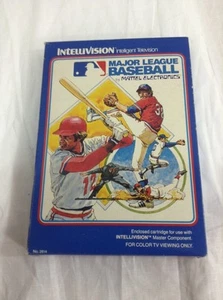 INTELLIVISION Intelligent Television
MAJOR LEAGUE
BASEBALL
by MATTEL ELECTRONICS
Enclosed cartridge for use with
INTELLIVISION™ Master Component.
FOR COLOR TV VIEWING ONLY.